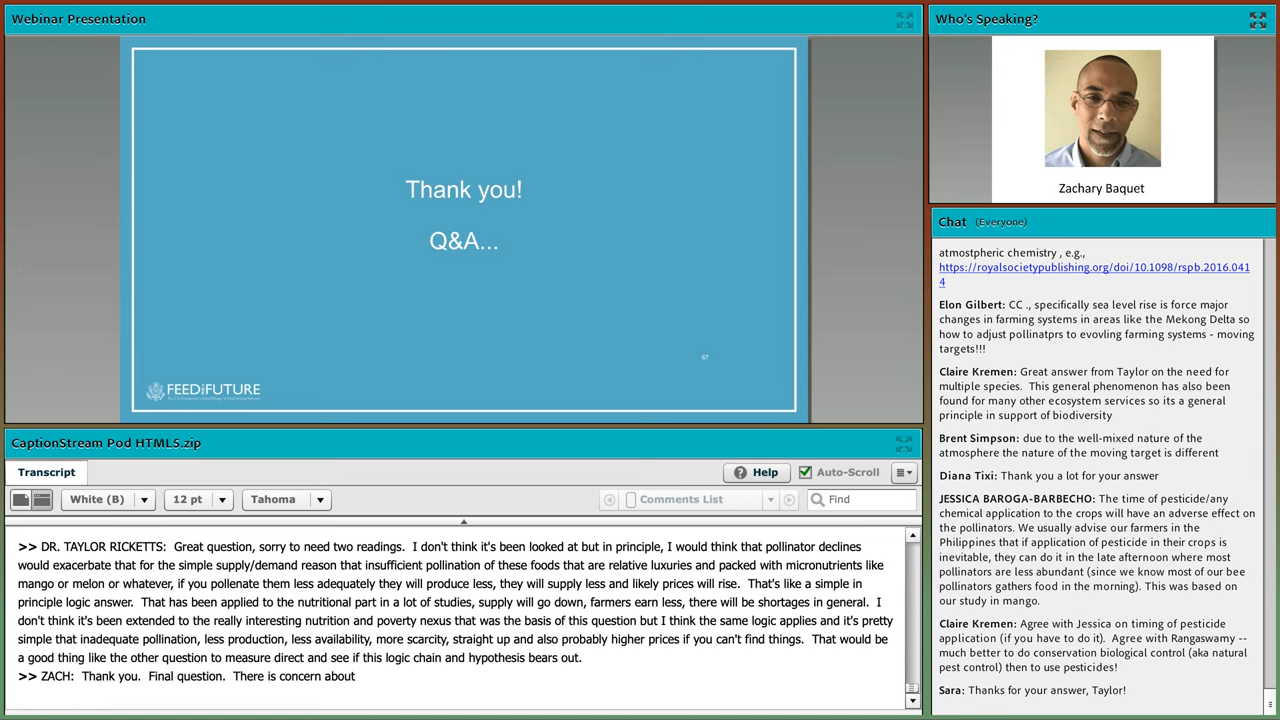 Webinar Presentation
Thank you!
Q&A...
67
FEEDIFUTURE
Who's Speaking?
Zachary Baquet
CaptionStream Pod HTML5.zip
Transcript
Help
Auto-Scroll
White (B)
12 pt
Tahoma
Comments List
Find
>> DR. TAYLOR RICKETTS: Great question, sorry to need two readings. I don't think it's been looked at but in principle, I would think that pollinator declines
would exacerbate that for the simple supply/demand reason that insufficient pollination of these foods that are relative luxuries and packed with micronutrients like
mango or melon or whatever, if you pollenate them less adequately they will produce less, they will supply less and likely prices will rise. That's like a simple in
principle logic answer. That has been applied to the nutritional part in a lot of studies, supply will go down, farmers earn less, there will be shortages in general. I
don't think it's been extended to the really interesting nutrition and poverty nexus that was the basis of this question but I think the same logic applies and it's pretty
simple that inadequate pollination, less production, less availability, more scarcity, straight up and also probably higher prices if you can't find things. That would be
a good thing like the other question to measure direct and see if this logic chain and hypothesis bears out.
>> ZACH: Thank you. Final question. There is concern about
Chat (Everyone)
atmostpheric chemistry , e.g.,
https://royalsocietypublishing.org/doi/10.1098/rspb.2016.041
4
Elon Gilbert: CC ., specifically sea level rise is force major
changes in farming systems in areas like the Mekong Delta so
how to adjust pollinatprs to evovling farming systems - moving
targets!!!
Claire Kremen: Great answer from Taylor on the need for
multiple species. This general phenomenon has also been
found for many other ecosystem services so its a general
principle in support of biodiversity
Brent Simpson: due to the well-mixed nature of the
atmosphere the nature of the moving target is different
Diana Tixi: Thank you a lot for your answer
JESSICA BAROGA-BARBECHO: The time of pesticide/any
chemical application to the crops will have an adverse effect on
the pollinators. We usually advise our farmers in the
Philippines that if application of pesticide in their crops is
inevitable, they can do it in the late afternoon where most
pollinators are less abundant (since we know most of our bee
pollinators gathers food in the morning). This was based on
our study in mango.
Claire Kremen: Agree with Jessica on timing of pesticide
application (if you have to do it). Agree with Rangaswamy --
much better to do conservation biological control (aka natural
pest control) then to use pesticides!
Sara: Thanks for your answer, Taylor!